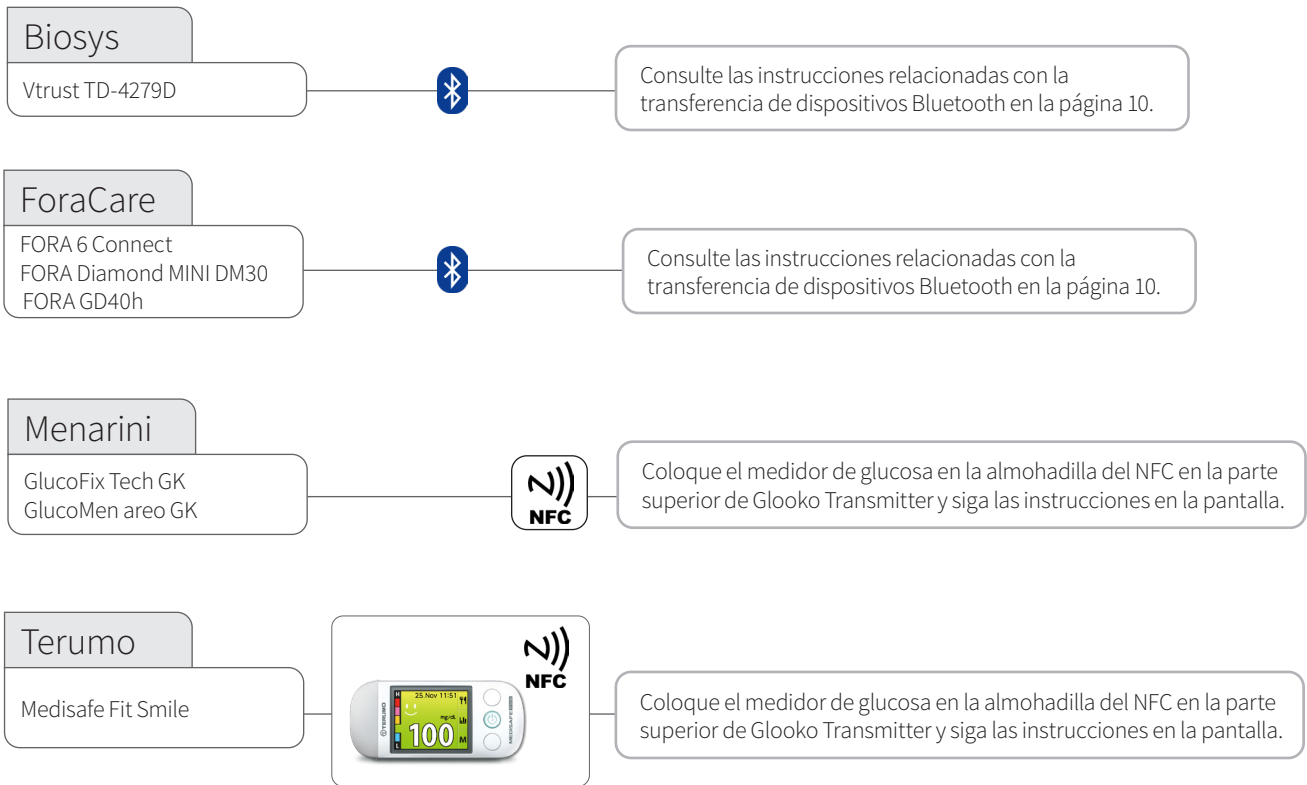 Biosys
Vtrust TD-4279D
Consulte las instrucciones relacionadas con la
transferencia de dispositivos Bluetooth en la página 10.
ForaCare
FORA 6 Connect
FORA Diamond MINI DM30
FORA GD40h
Consulte las instrucciones relacionadas con la
transferencia de dispositivos Bluetooth en la página 10.
Menarini
GlucoFix Tech GK
GlucoMen areo GK
NFC
Coloque el medidor de glucosa en la almohadilla del NFC en la parte
superior de Glooko Transmitter y siga las instrucciones en la pantalla.
Terumo
Medisafe Fit Smile
NFC
TERUMO
H
L
25 Nov 11:51
mg/dL
100
M
MEDISAFE
Coloque el medidor de glucosa en la almohadilla del NFC en la parte
superior de Glooko Transmitter y siga las instrucciones en la pantalla.